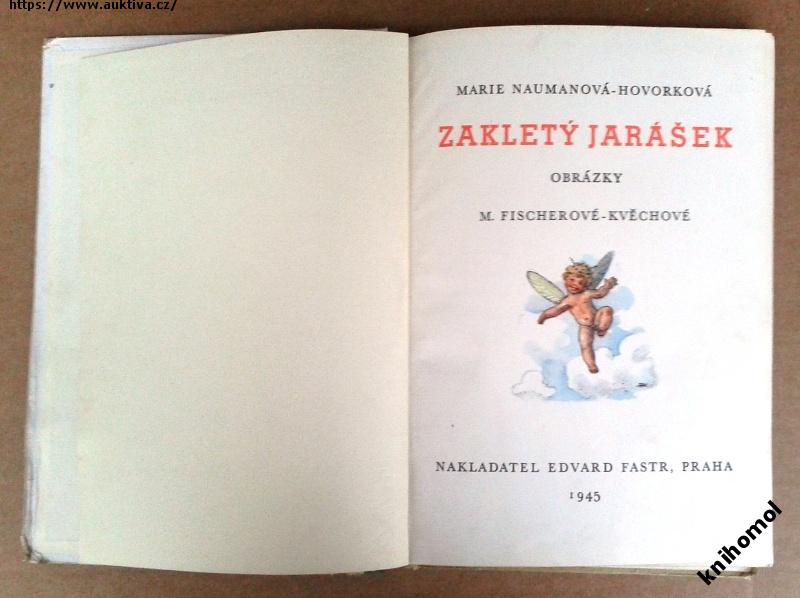 https://www.auktiva.cz/
MARIE NAUMANOVÁ-HOVORKOVÁ
ZAKLETÝ JARÁŠEK
OBRÁZKY
M. FISCHEROVÉ-KVĚCHOVÉ
NAKLADATEL EDVARD FASTR, PRAHA
1945
knihomol